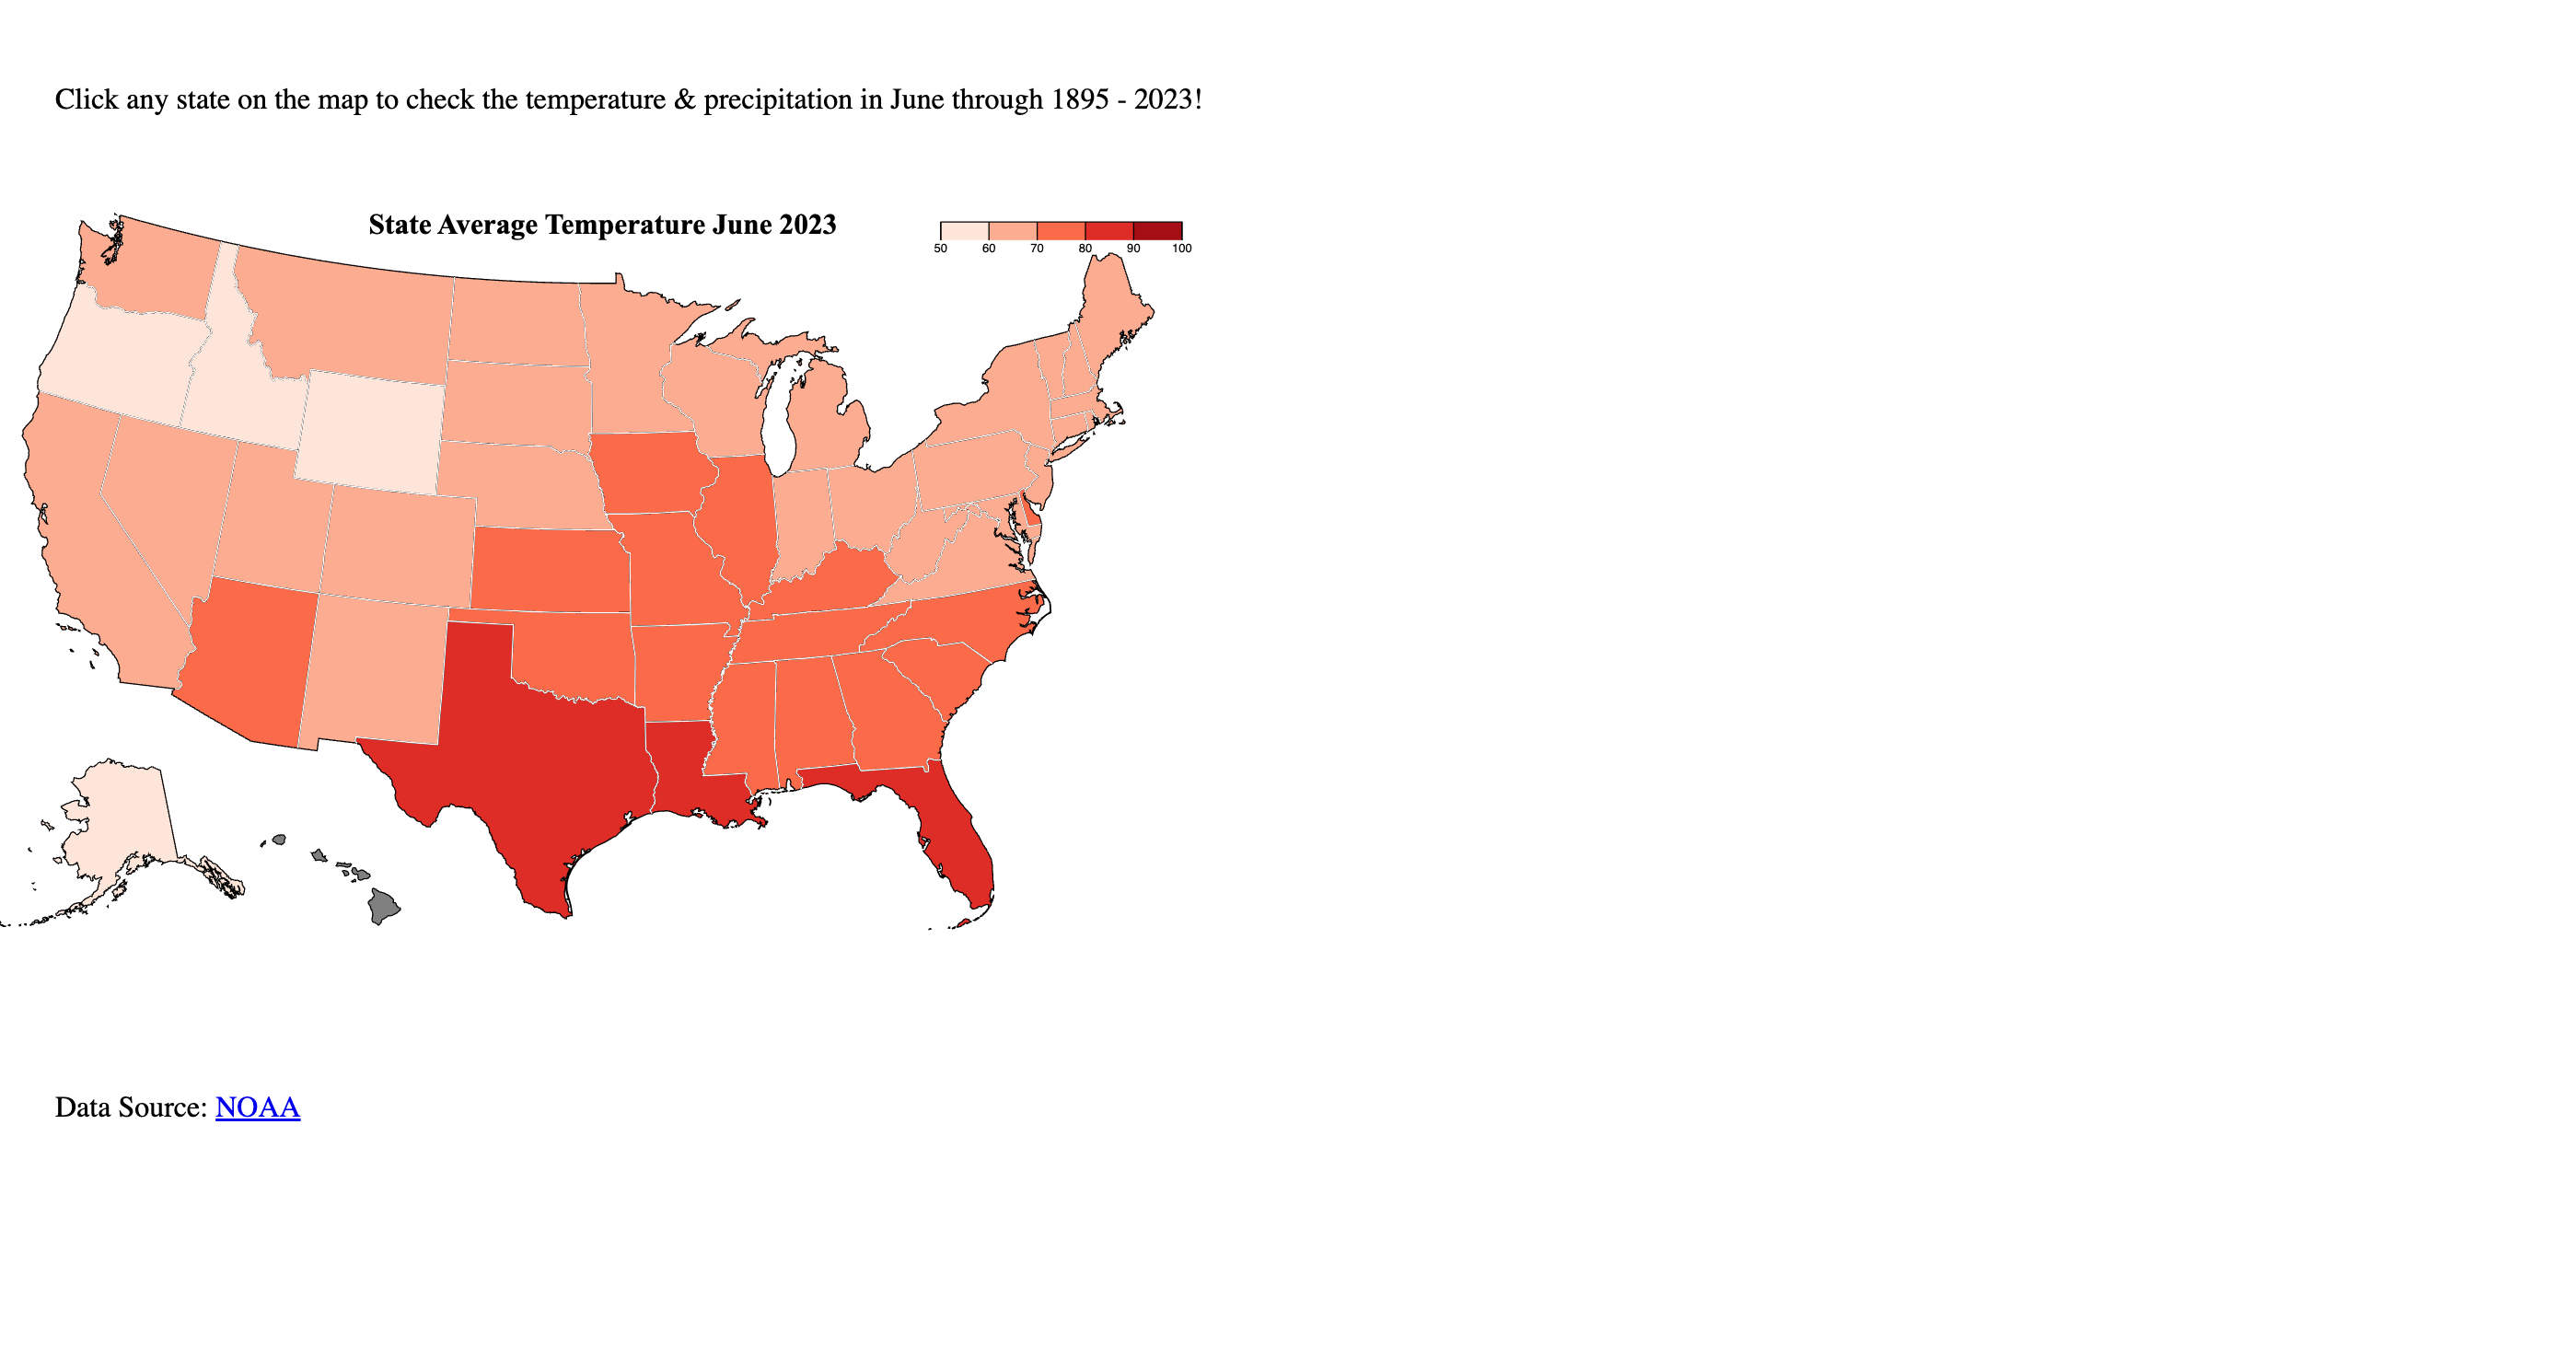 Click any state on the map to check the temperature & precipitation in June through 1895 - 2023!
State Average Temperature June 2023
50 60 70 80 90 100
Data Source: NOAA